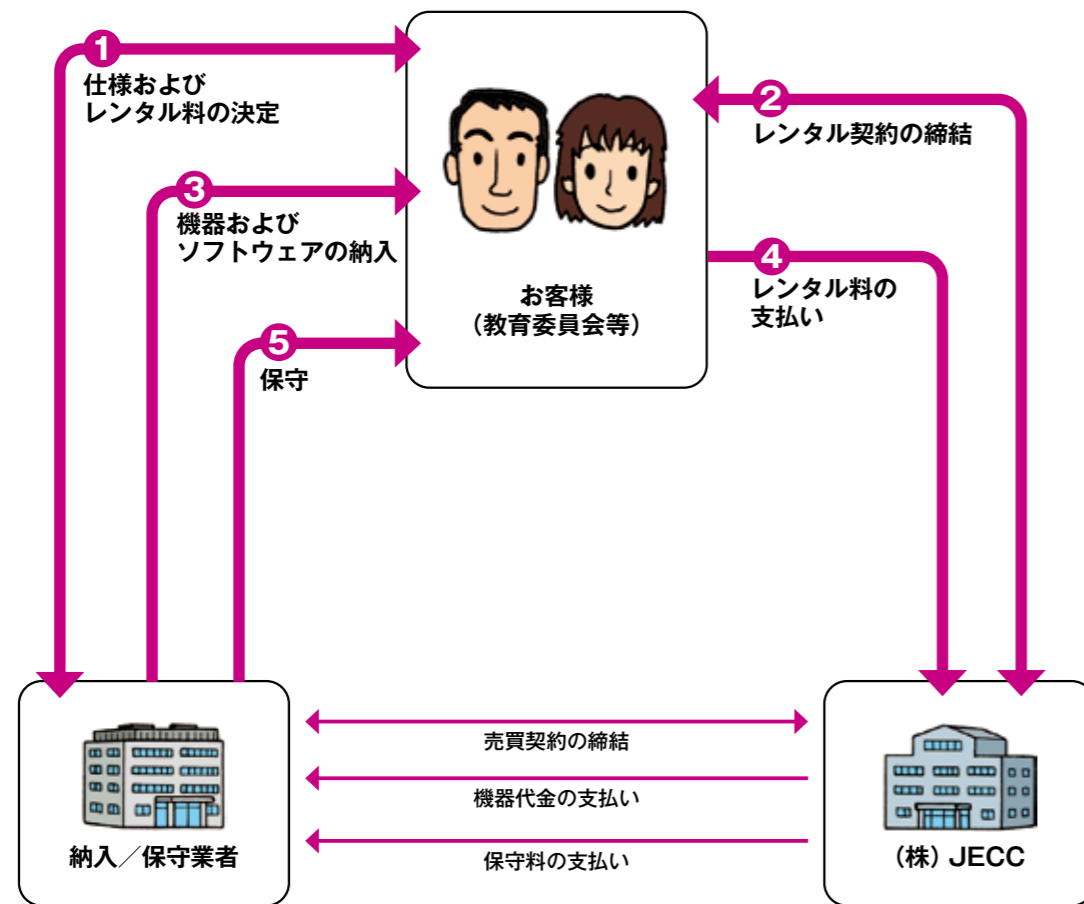 1
仕様および
レンタル料の決定
2
レンタル契約の締結
3
機器および
ソフトウェアの納入
お客様
（教育委員会等）
4
レンタル料の
支払い
5
保守
売買契約の締結
機器代金の支払い
保守料の支払い
納入／保守業者
（株）JECC